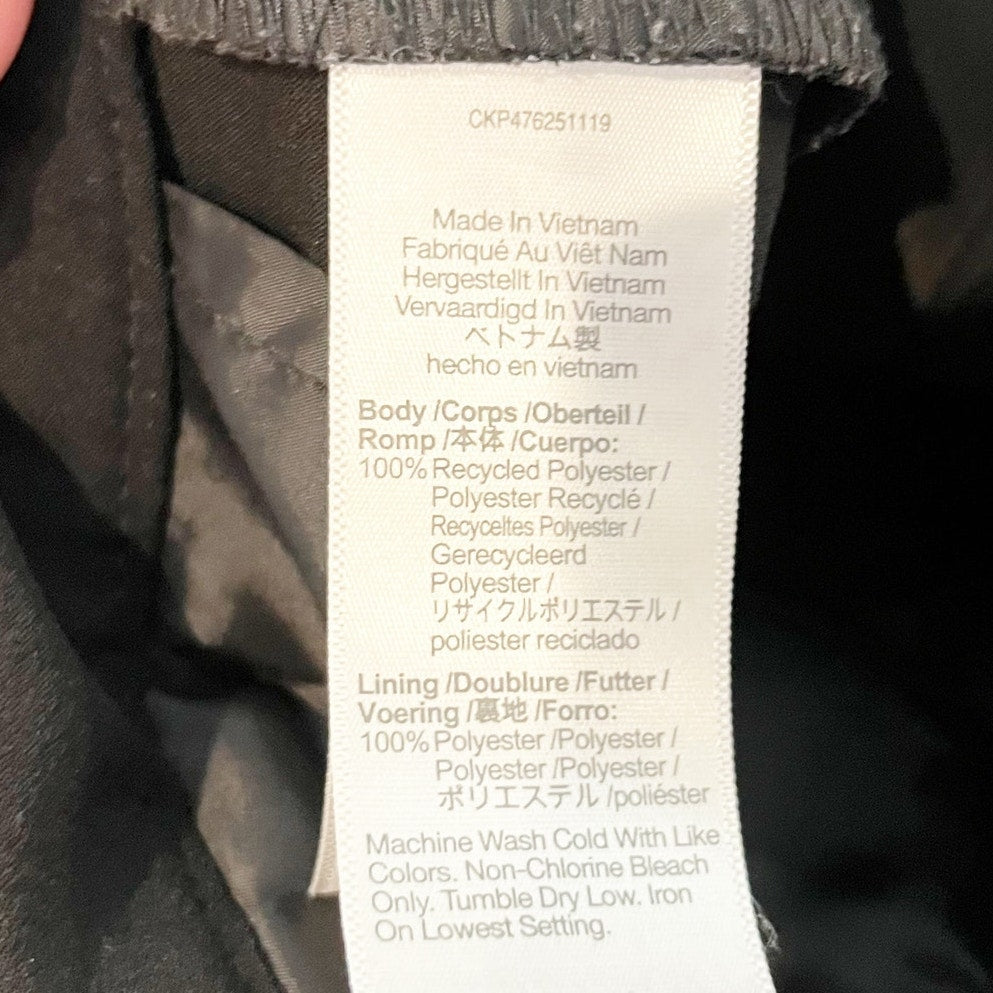 CKP476251119
Made In Vietnam
Fabriqué Au Viêt Nam
Hergestellt In Vietnam
Vervaardigd In Vietnam
ベトナム製
hecho en vietnam
Body /Corps /Oberteil /
Romp /本体 /Cuerpo:
100% Recycled Polyester /
Polyester Recyclé /
Recyceltes Polyester /
Gerecycleerd
Polyester /
リサイクルポリエステル /
poliester reciclado
Lining /Doublure /Futter /
Voering /裏地 /Forro:
100% Polyester /Polyester /
Polyester /Polyester /
ポリエステル /poliéster
Machine Wash Cold With Like
Colors. Non-Chlorine Bleach
Only. Tumble Dry Low. Iron
On Lowest Setting.